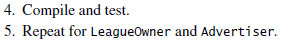 4. Compile and test.
5. Repeat for LeagueOwner and Advertiser.